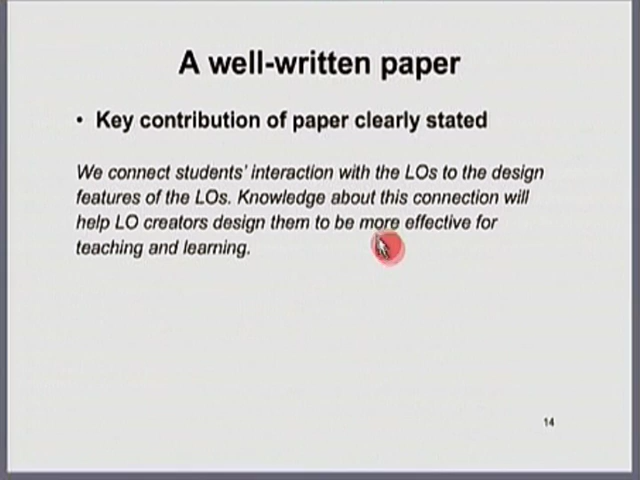 A well-written paper
• Key contribution of paper clearly stated
We connect students' interaction with the LOs to the design
features of the LOs. Knowledge about this connection will
help LO creators design them to be more effective for
teaching and learning.
14